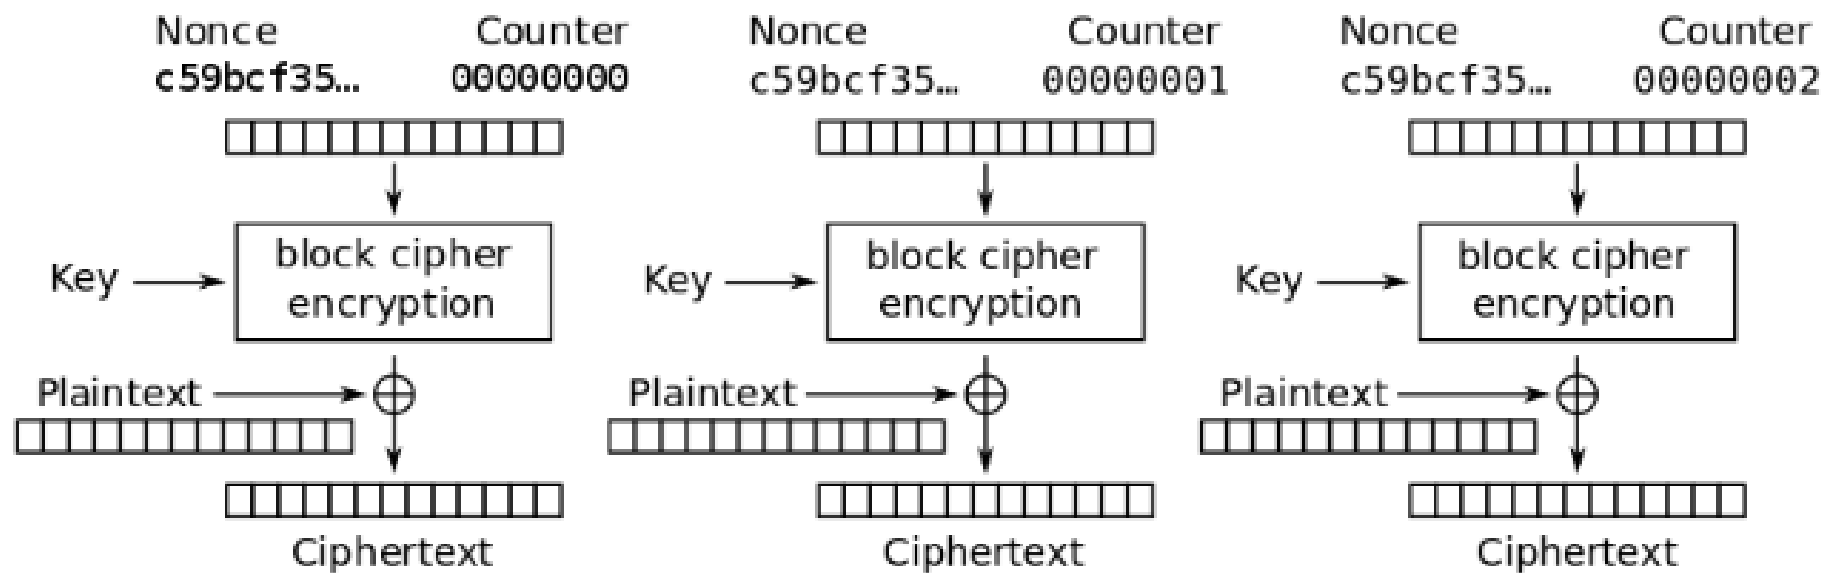 Nonce Counter Nonce Counter Nonce Counter
c59bcf35… 00000000 c59bcf35… 00000001 c59bcf35… 00000002
block cipher block cipher block cipher
Key Key Key
encryption encryption encryption
Plaintext Plaintext Plaintext
Ciphertext Ciphertext Ciphertext